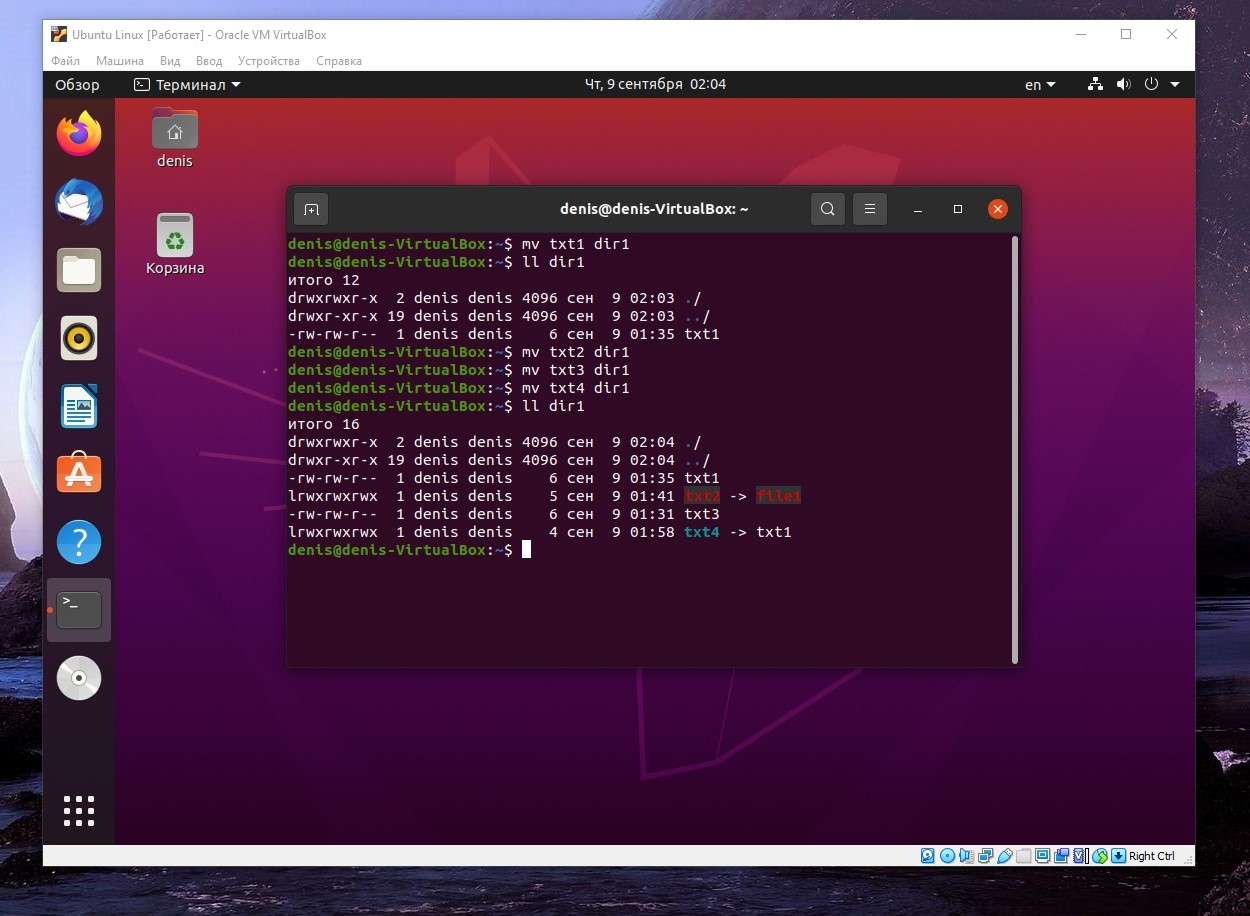 Ubuntu Linux [Работает] - Oracle VM VirtualBox
Файл Машина Вид Ввод Устройства Справка
Обзор Терминал Чт, 9 сентября 02:04 en
denis
Корзина
denis@denis-VirtualBox: ~
denis@denis-VirtualBox:~$ mv txt1 dir1
denis@denis-VirtualBox:~$ ll dir1
итого 12
drwxrwxr-x  2 denis denis 4096 сен  9 02:03 ./
drwxr-xr-x 19 denis denis 4096 сен  9 02:03 ../
-rw-rw-r--  1 denis denis    6 сен  9 01:35 txt1
denis@denis-VirtualBox:~$ mv txt2 dir1
denis@denis-VirtualBox:~$ mv txt3 dir1
denis@denis-VirtualBox:~$ mv txt4 dir1
denis@denis-VirtualBox:~$ ll dir1
итого 16
drwxrwxr-x  2 denis denis 4096 сен  9 02:04 ./
drwxr-xr-x 19 denis denis 4096 сен  9 02:04 ../
-rw-rw-r--  1 denis denis    6 сен  9 01:35 txt1
lrwxrwxrwx  1 denis denis    5 сен  9 01:41 txt2 -> file1
-rw-rw-r--  1 denis denis    6 сен  9 01:31 txt3
lrwxrwxrwx  1 denis denis    4 сен  9 01:58 txt4 -> txt1
denis@denis-VirtualBox:~$
Right Ctrl